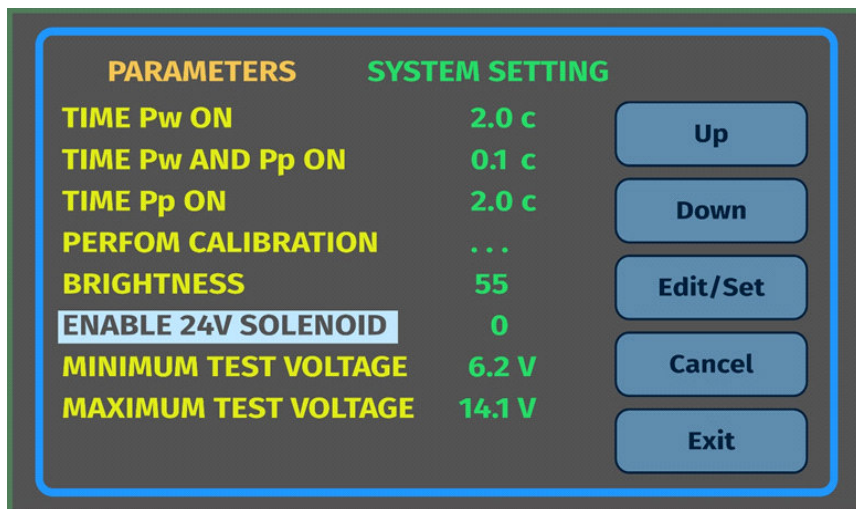 PARAMETERS SYSTEM SETTING
TIME Pw ON 2.0 c
TIME Pw AND Pp ON 0.1 c
TIME Pp ON 2.0 c
PERFOM CALIBRATION ...
BRIGHTNESS 55
ENABLE 24V SOLENOID 0
MINIMUM TEST VOLTAGE 6.2 V
MAXIMUM TEST VOLTAGE 14.1 V
Up
Down
Edit/Set
Cancel
Exit